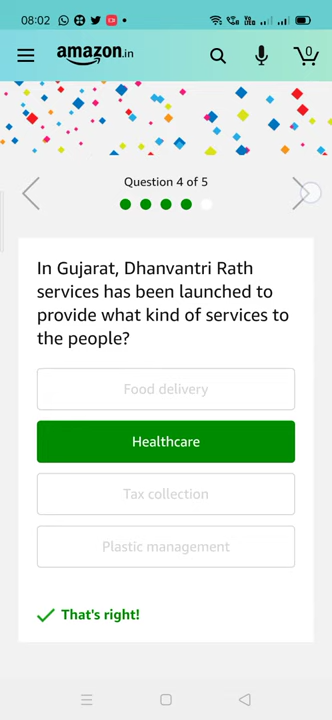 08:02
amazon.in
0
Question 4 of 5
In Gujarat, Dhanvantri Rath
services has been launched to
provide what kind of services to
the people?
Food delivery
Healthcare
Tax collection
Plastic management
That's right!